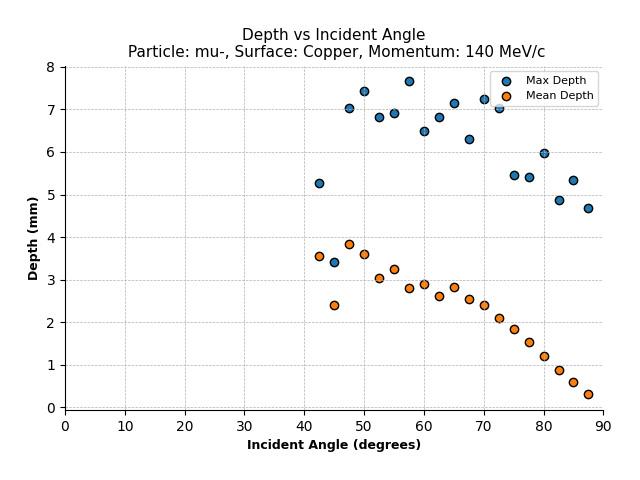 Depth vs Incident Angle
Particle: mu-, Surface: Copper, Momentum: 140 MeV/c
Max Depth
Mean Depth
8
7
6
5
4
3
2
1
0
Depth (mm)
0 10 20 30 40 50 60 70 80 90
Incident Angle (degrees)